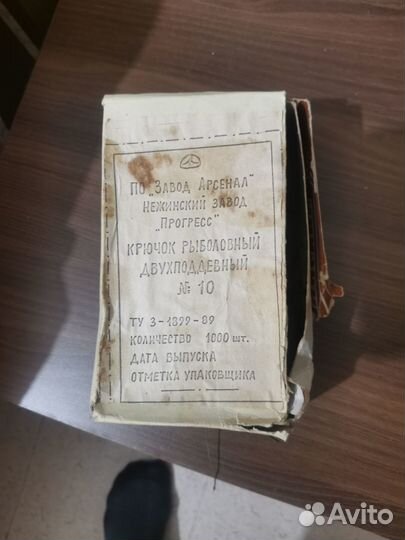 ПО „Завод Арсенал"
Нежинский завод
„Прогресс"
Крючок рыболовный
двухподдевный
№ 10
ТУ 3-1899-89
Количество 1000 шт.
Дата выпуска
Отметка упаковщика
Avito